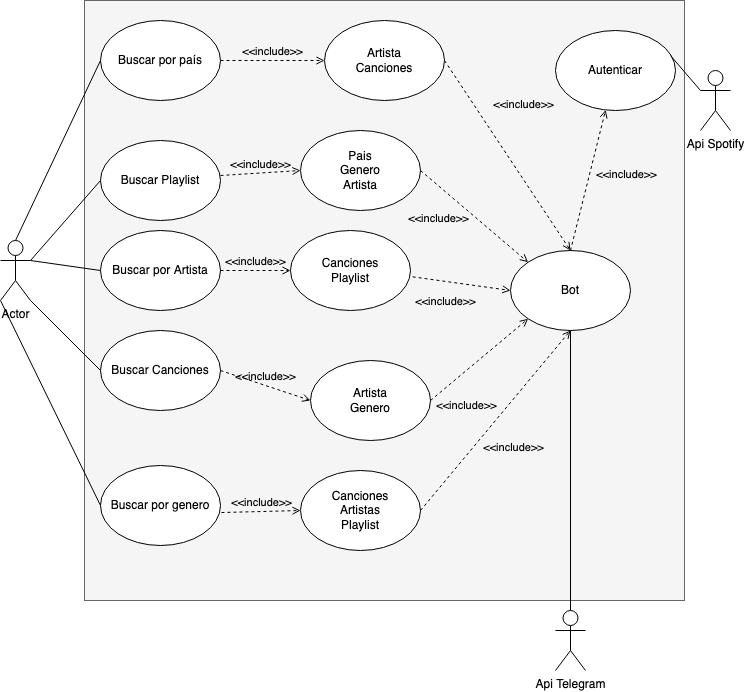 Buscar por país
<<include>>
Artista
Canciones
Autenticar
<<include>>
Api Spotify
Buscar Playlist
<<include>>
Pais
Genero
Artista
<<include>>
<<include>>
Buscar por Artista
<<include>>
Canciones
Playlist
<<include>>
Bot
Actor
Buscar Canciones
<<include>>
Artista
Genero
<<include>>
<<include>>
Buscar por genero
<<include>>
Canciones
Artistas
Playlist
Api Telegram